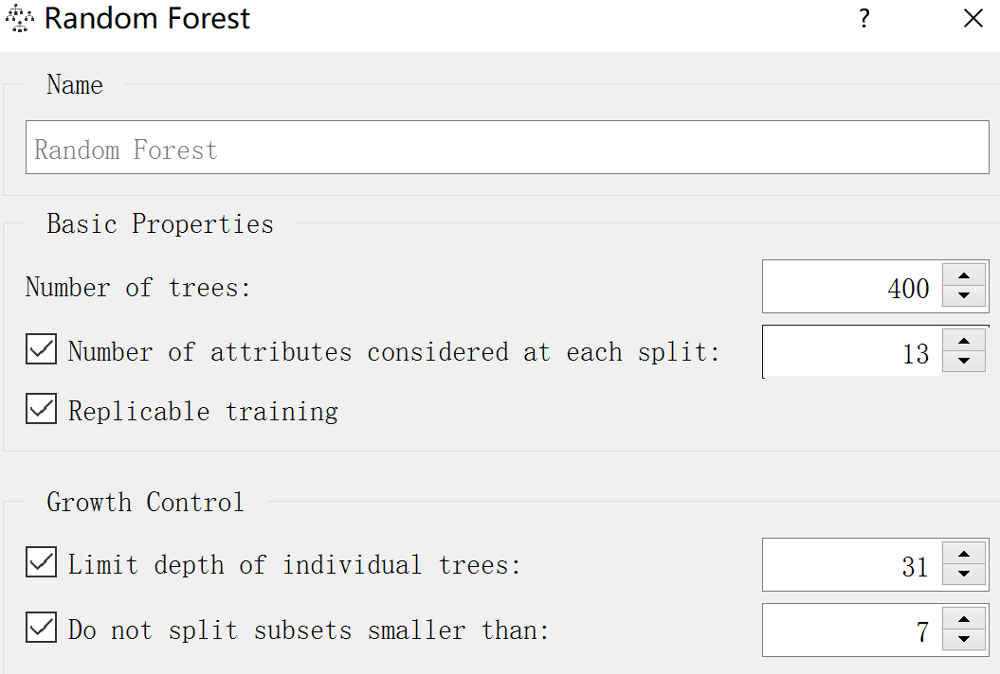 Random Forest ?
Name
Random Forest
Basic Properties
Number of trees: 400
Number of attributes considered at each split: 13
Replicable training
Growth Control
Limit depth of individual trees: 31
Do not split subsets smaller than: 7